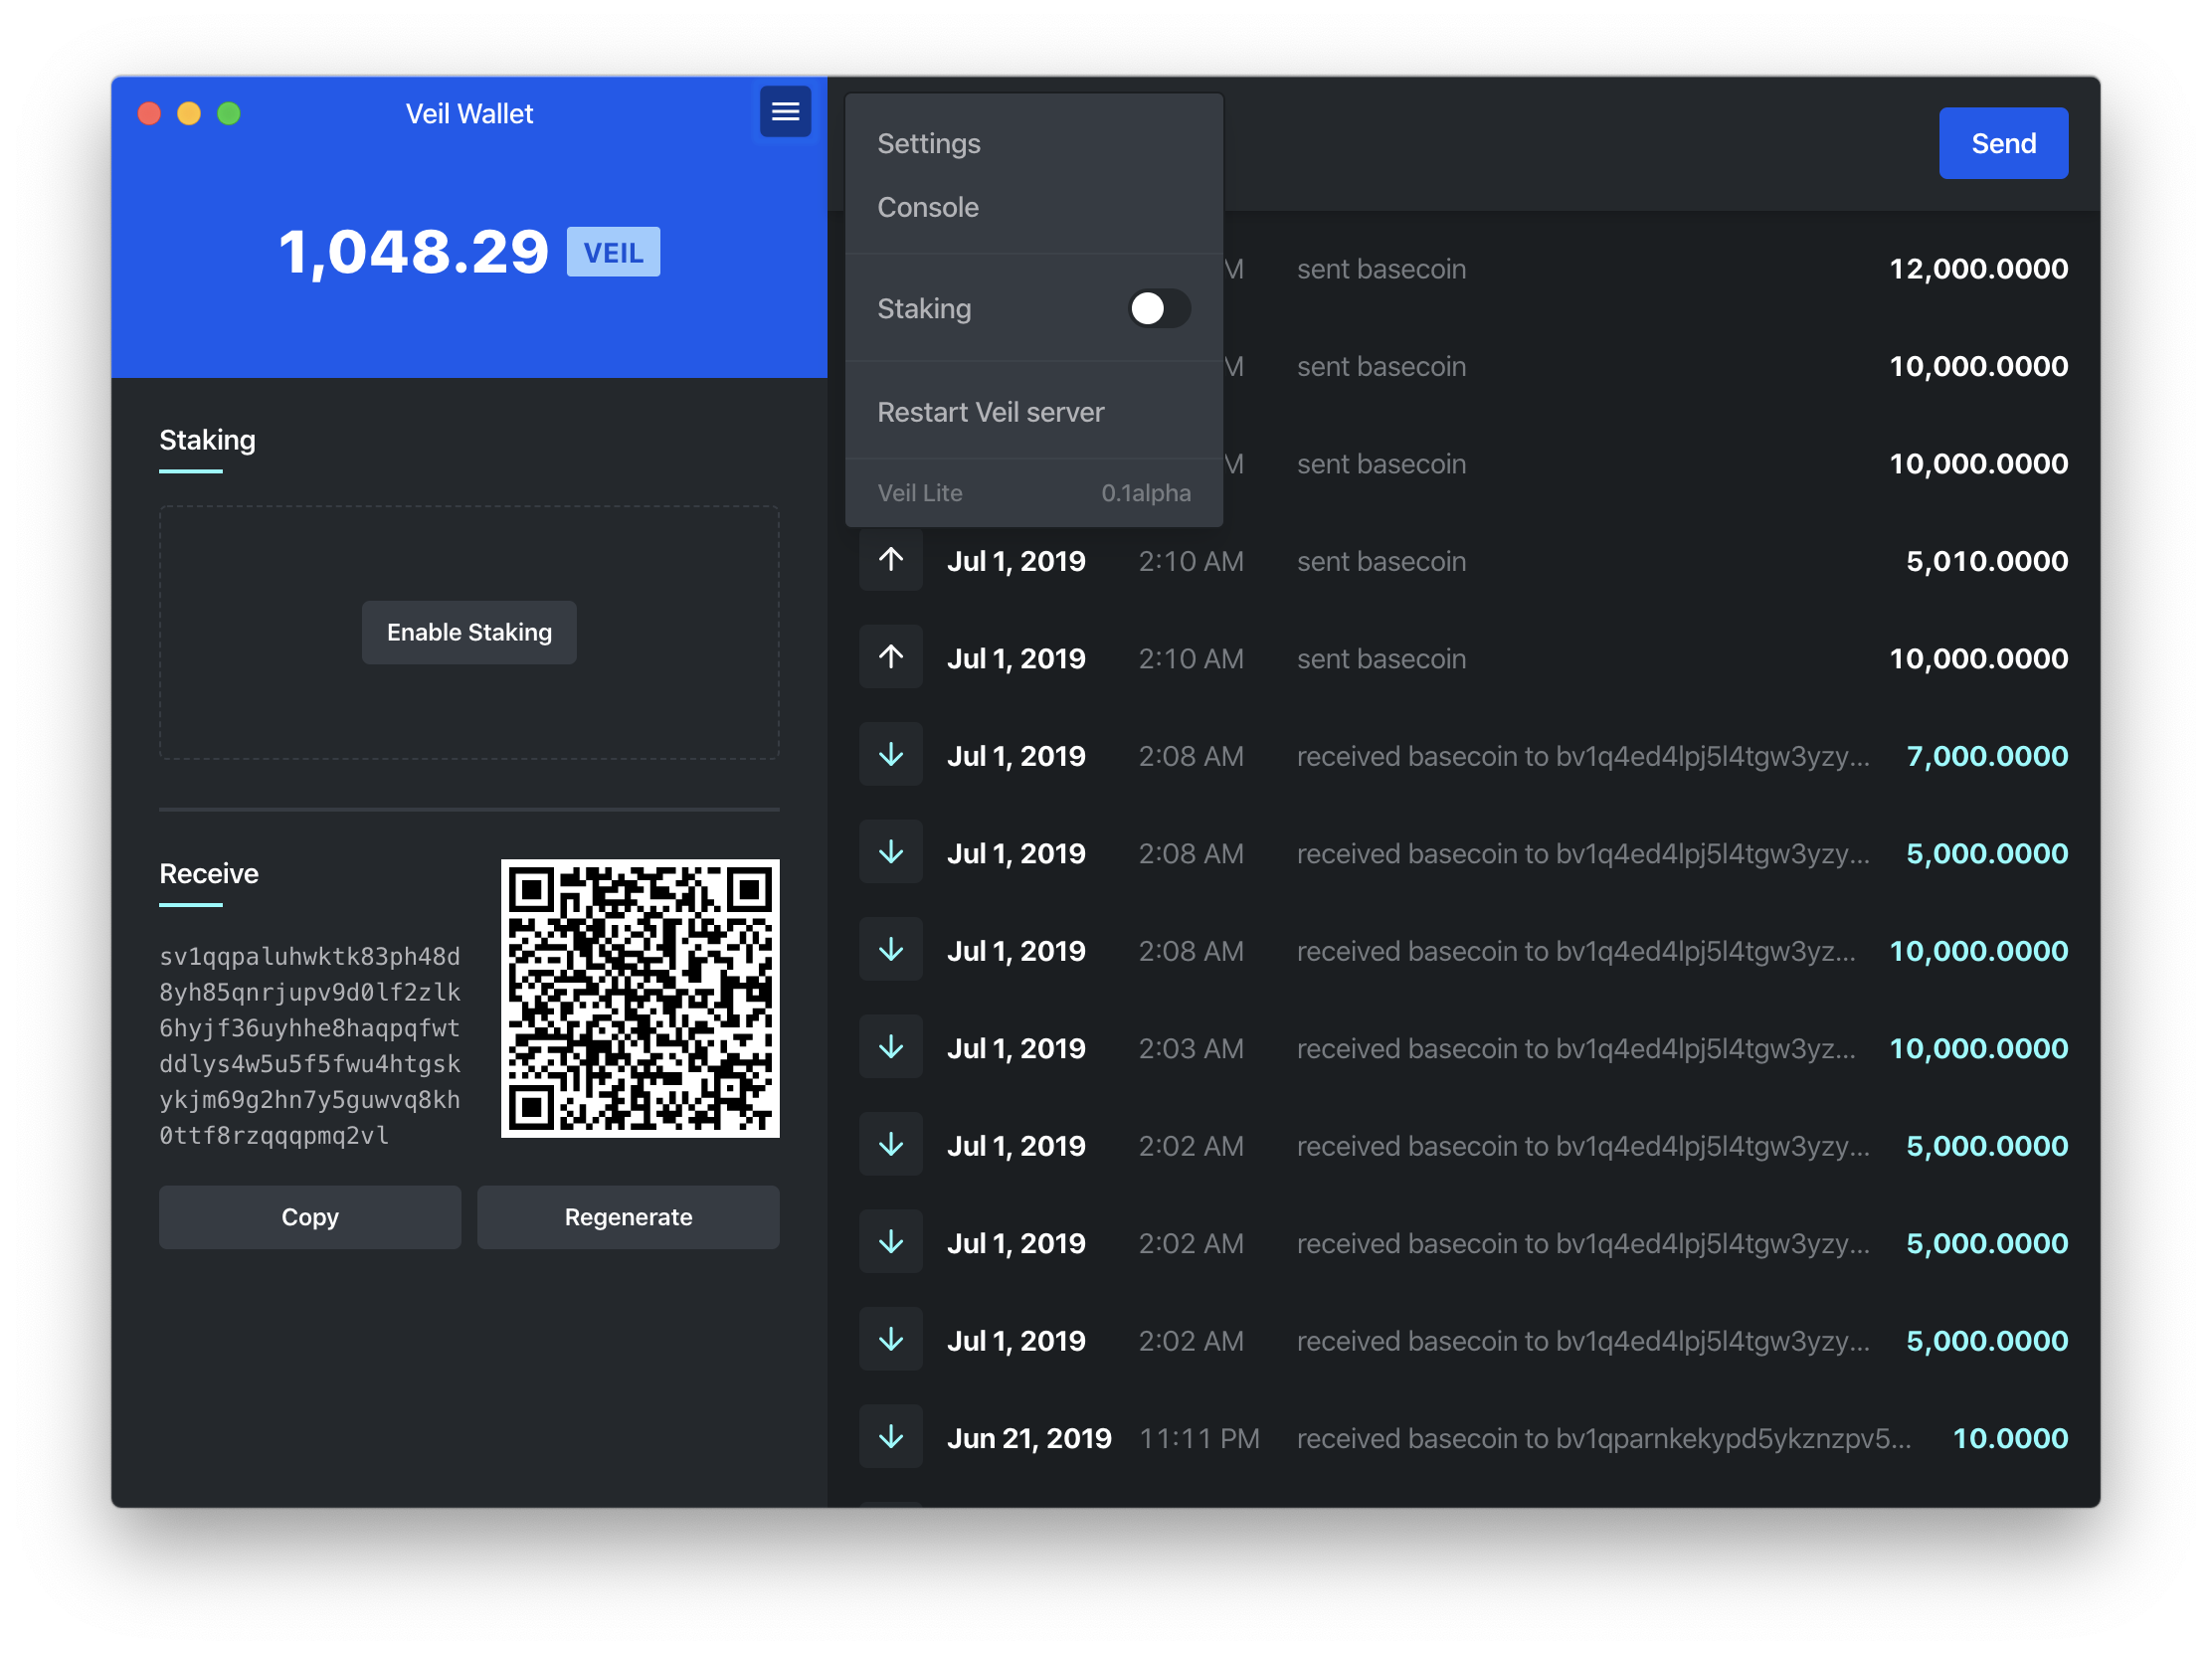 Veil Wallet
1,048.29 VEIL
Staking
Enable Staking
Receive
sv1qqpaluhwktk83ph48d
8yh85qnrjupv9d0lf2zlk
6hyjf36uyhhe8haqpqfwt
ddlys4w5u5f5fwu4htgsk
ykjm69g2hn7y5guwvq8kh
0ttf8rzqqqpmq2vl
Copy Regenerate
Settings
Console
Staking
Restart Veil server
Veil Lite 0.1alpha
Send
M sent basecoin 12,000.0000
M sent basecoin 10,000.0000
M sent basecoin 10,000.0000
Jul 1, 2019 2:10 AM sent basecoin 5,010.0000
Jul 1, 2019 2:10 AM sent basecoin 10,000.0000
Jul 1, 2019 2:08 AM received basecoin to bv1q4ed4lpj5l4tgw3yzy... 7,000.0000
Jul 1, 2019 2:08 AM received basecoin to bv1q4ed4lpj5l4tgw3yzy... 5,000.0000
Jul 1, 2019 2:08 AM received basecoin to bv1q4ed4lpj5l4tgw3yz... 10,000.0000
Jul 1, 2019 2:03 AM received basecoin to bv1q4ed4lpj5l4tgw3yz... 10,000.0000
Jul 1, 2019 2:02 AM received basecoin to bv1q4ed4lpj5l4tgw3yzy... 5,000.0000
Jul 1, 2019 2:02 AM received basecoin to bv1q4ed4lpj5l4tgw3yzy... 5,000.0000
Jul 1, 2019 2:02 AM received basecoin to bv1q4ed4lpj5l4tgw3yzy... 5,000.0000
Jun 21, 2019 11:11 PM received basecoin to bv1qparnkekypd5ykznzpv5... 10.0000